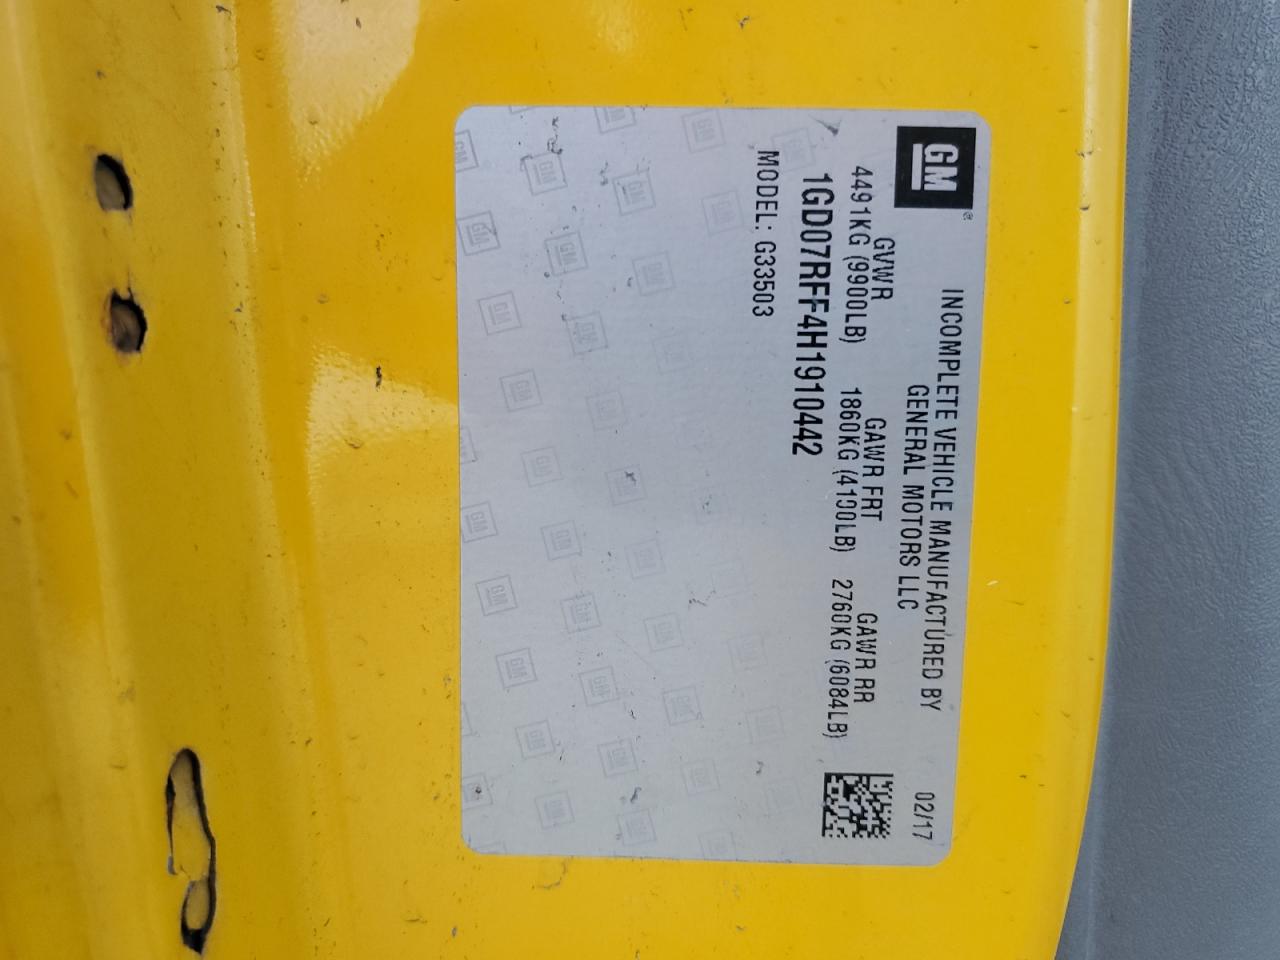 GM®
INCOMPLETE VEHICLE MANUFACTURED BY
GENERAL MOTORS LLC
02/17
GVWR GAWR FRT GAWR RR
4491KG (9900LB) 1860KG (4100LB) 2760KG (6084LB)
1GD07RFF4H1910442
MODEL: G33503